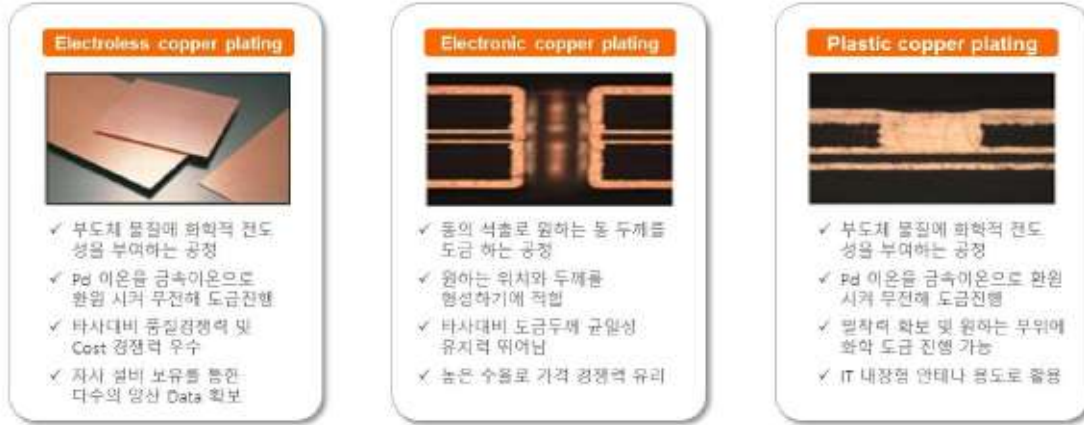 Electroless copper plating
부도체 물질에 화학적 전도
성을 부여하는 공정
Pd 이온을 금속이온으로
환원 시켜 무전해 도금진행
타사대비 품질경쟁력 및
Cost 경쟁력 우수
자사 설비 보유를 통한
다수의 양산 Data 확보
Electronic copper plating
동의 석출로 원하는 동 두께를
도금 하는 공정
원하는 위치와 두께를
형성하기에 적합
타사대비 도금두께 균일성
유지력 뛰어남
높은 수율로 가격 경쟁력 유리
Plastic copper plating
부도체 물질에 화학적 전도
성을 부여하는 공정
Pd 이온을 금속이온으로 환원
시켜 무전해 도금진행
밀착력 확보 및 원하는 부위에
화학 도금 진행 가능
IT 내장형 안테나 용도로 활용